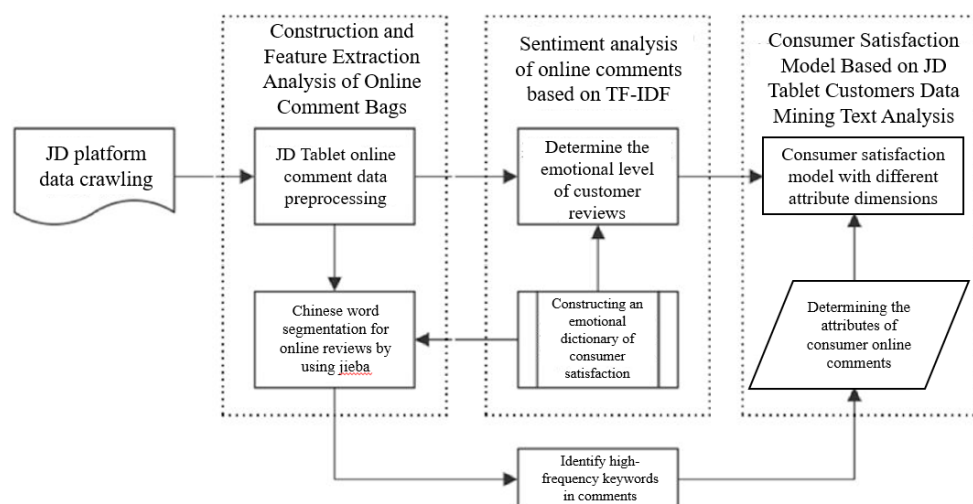 Construction and
Feature Extraction
Analysis of Online
Comment Bags
Sentiment analysis
of online comments
based on TF-IDF
Consumer Satisfaction
Model Based on JD
Tablet Customers Data
Mining Text Analysis
JD platform
data crawling
JD Tablet online
comment data
preprocessing
Determine the
emotional level
of customer
reviews
Consumer satisfaction
model with different
attribute dimensions
Chinese word
segmentation for
online reviews by
using jieba
Constructing an
emotional
dictionary of
consumer
satisfaction
Determining the
attributes of
consumer online
comments
Identify high-
frequency keywords
in comments